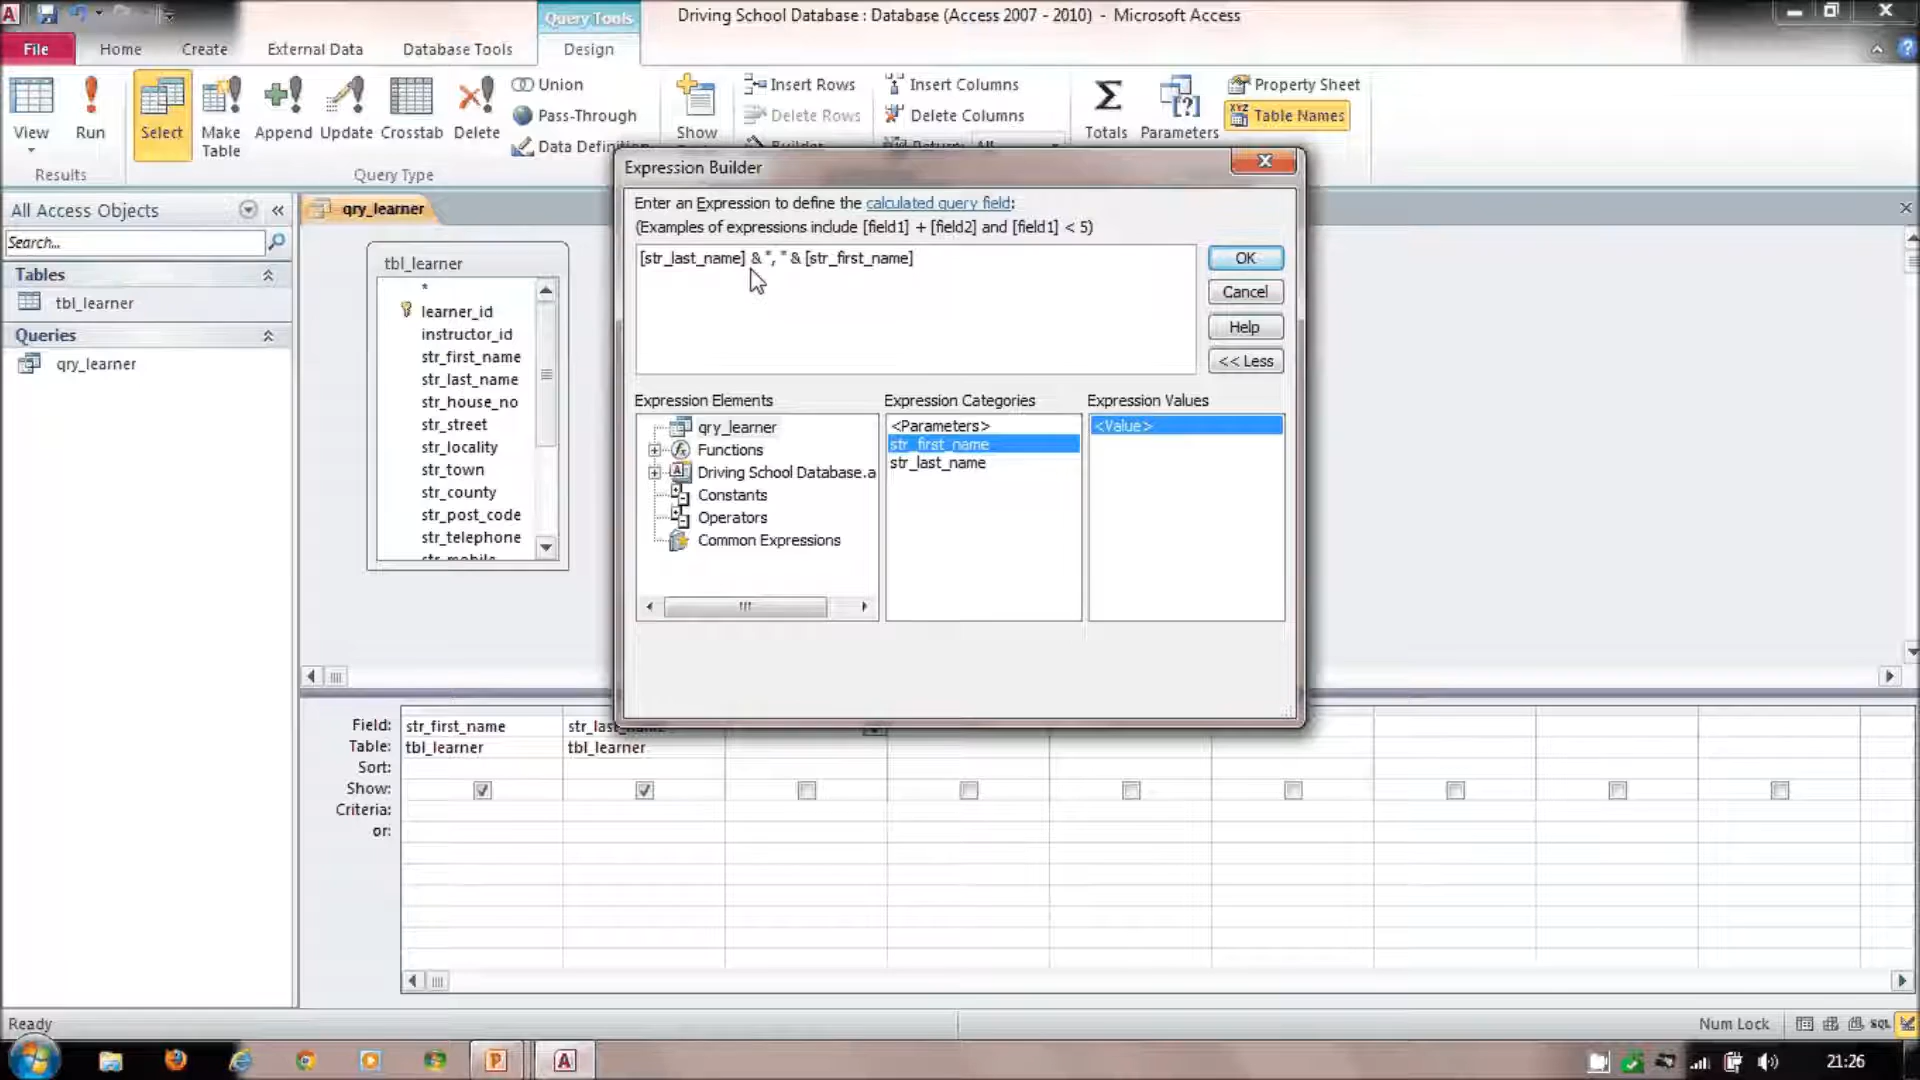 Query Tools
Driving School Database : Database (Access 2007 - 2010) - Microsoft Access
File
Home
Create
External Data
Database Tools
Design
View
Run
Select
Make Table
Append
Update
Crosstab
Delete
Union
Pass-Through
Show
Insert Rows
Delete Rows
Insert Columns
Delete Columns
Totals
Parameters
Property Sheet
Table Names
Results
Query Type
Expression Builder
Enter an Expression to define the calculated query field:
(Examples of expressions include [field1] + [field2] and [field1] < 5)
[str_last_name] & ", " & [str_first_name]
OK
Cancel
Help
<< Less
Expression Elements
qry_learner
Functions
Driving School Database.a
Constants
Operators
Common Expressions
Expression Categories
<Parameters>
str_first_name
str_last_name
Expression Values
<Value>
All Access Objects
Search...
Tables
tbl_learner
Queries
qry_learner
qry_learner
tbl_learner
*
learner_id
instructor_id
str_first_name
str_last_name
str_house_no
str_street
str_locality
str_town
str_county
str_post_code
str_telephone
str_mobile
Field: str_first_name
Table: tbl_learner tbl_learner
Sort:
Show:
Criteria:
or:
Ready
Num Lock
SQL
21:26